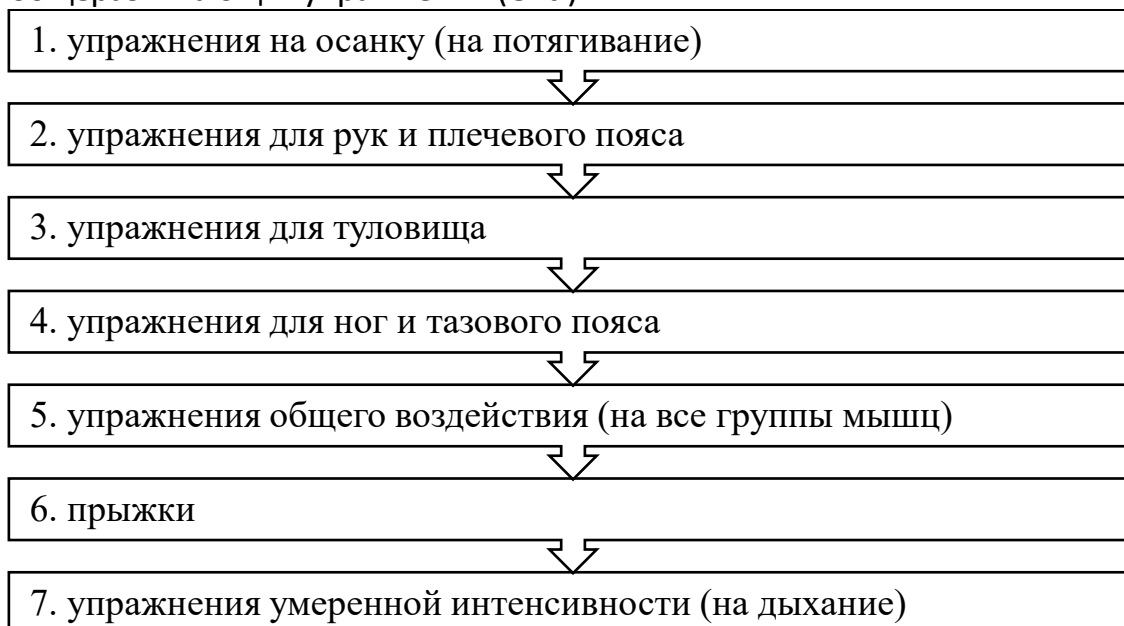 1. упражнения на осанку (на потягивание)
2. упражнения для рук и плечевого пояса
3. упражнения для туловища
4. упражнения для ног и тазового пояса
5. упражнения общего воздействия (на все группы мышц)
6. прыжки
7. упражнения умеренной интенсивности (на дыхание)